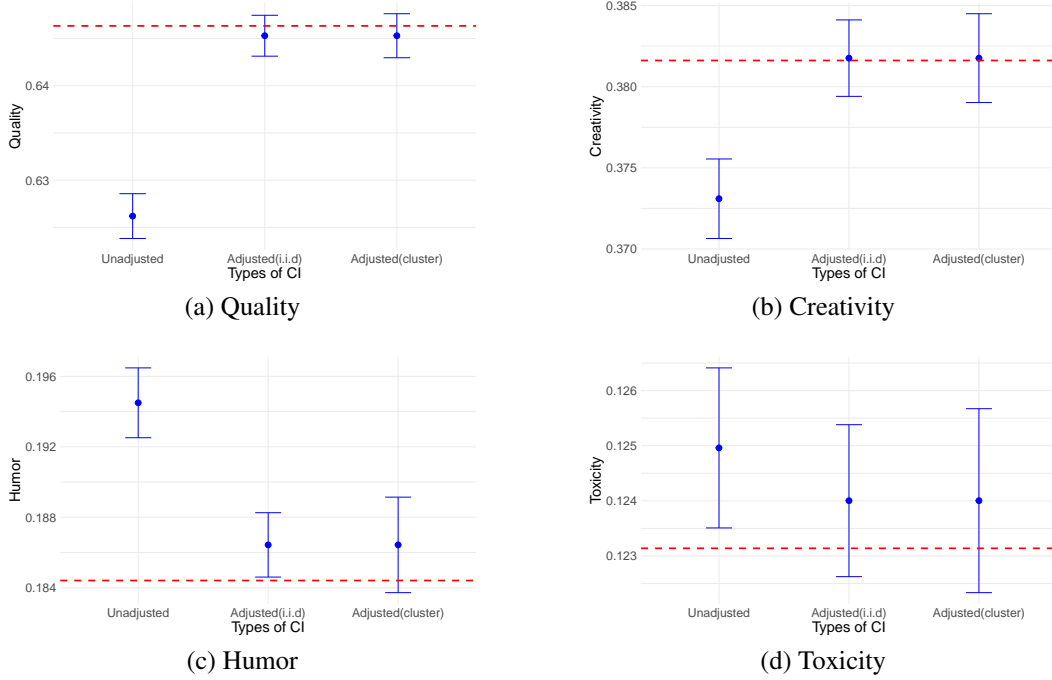 0.64
0.63
Quality
Unadjusted Adjusted(i.i.d) Adjusted(cluster)
Types of CI
(a) Quality
0.385
0.380
0.375
0.370
Creativity
Unadjusted Adjusted(i.i.d) Adjusted(cluster)
Types of CI
(b) Creativity
0.196
0.192
0.188
0.184
Humor
Unadjusted Adjusted(i.i.d) Adjusted(cluster)
Types of CI
(c) Humor
0.126
0.125
0.124
0.123
Toxicity
Unadjusted Adjusted(i.i.d) Adjusted(cluster)
Types of CI
(d) Toxicity